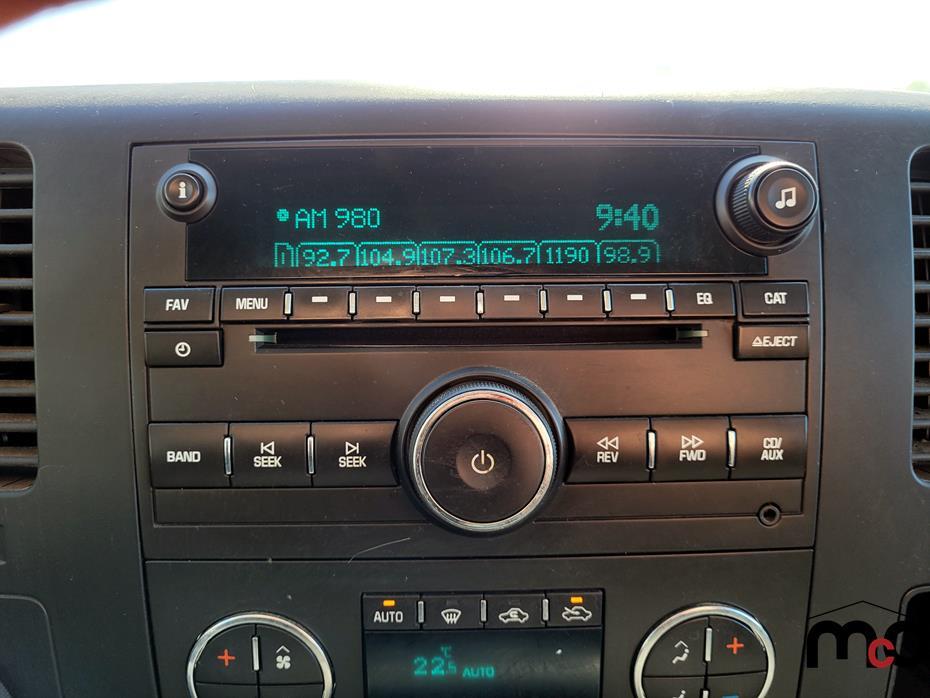 i
AM 980 9:40
92.7 104.9 107.3 106.7 1190 98.9
FAV MENU EQ CAT
EJECT
BAND SEEK SEEK REV FWD CD/AUX
AUTO
22.5 °C AUTO